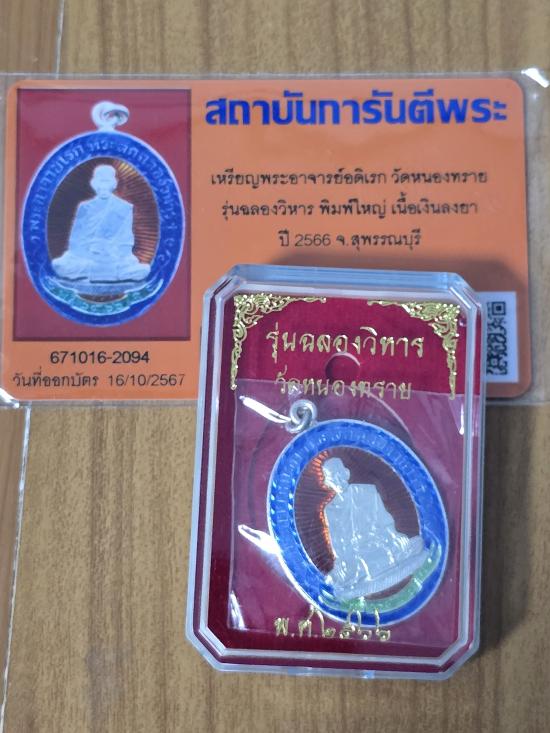 สถาบันการันตีพระ
เหรียญพระอาจารย์อดิเรก วัดหนองทราย
รุ่นฉลองวิหาร พิมพ์ใหญ่ เนื้อเงินลงยา
ปี 2566 จ.สุพรรณบุรี
671016-2094
วันที่ออกบัตร 16/10/2567
รุ่นฉลองวิหาร
วัดหนองทราย
พ.ศ.๒๕๖๖